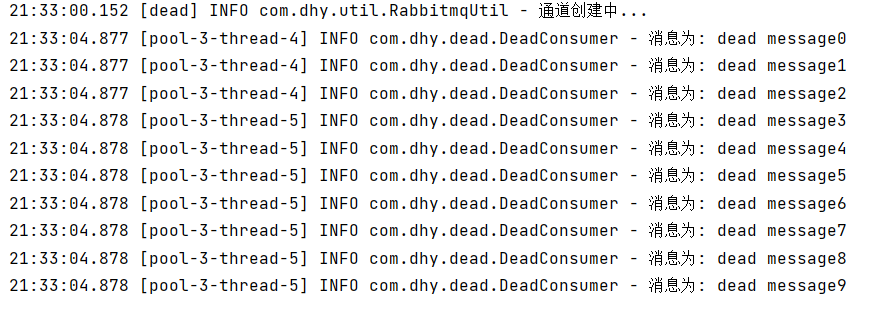 21:33:00.152 [dead] INFO com.dhy.util.RabbitmqUtil - 通道创建中...
21:33:04.877 [pool-3-thread-4] INFO com.dhy.dead.DeadConsumer - 消息为: dead message0
21:33:04.877 [pool-3-thread-4] INFO com.dhy.dead.DeadConsumer - 消息为: dead message1
21:33:04.877 [pool-3-thread-4] INFO com.dhy.dead.DeadConsumer - 消息为: dead message2
21:33:04.878 [pool-3-thread-5] INFO com.dhy.dead.DeadConsumer - 消息为: dead message3
21:33:04.878 [pool-3-thread-5] INFO com.dhy.dead.DeadConsumer - 消息为: dead message4
21:33:04.878 [pool-3-thread-5] INFO com.dhy.dead.DeadConsumer - 消息为: dead message5
21:33:04.878 [pool-3-thread-5] INFO com.dhy.dead.DeadConsumer - 消息为: dead message6
21:33:04.878 [pool-3-thread-5] INFO com.dhy.dead.DeadConsumer - 消息为: dead message7
21:33:04.878 [pool-3-thread-5] INFO com.dhy.dead.DeadConsumer - 消息为: dead message8
21:33:04.878 [pool-3-thread-5] INFO com.dhy.dead.DeadConsumer - 消息为: dead message9